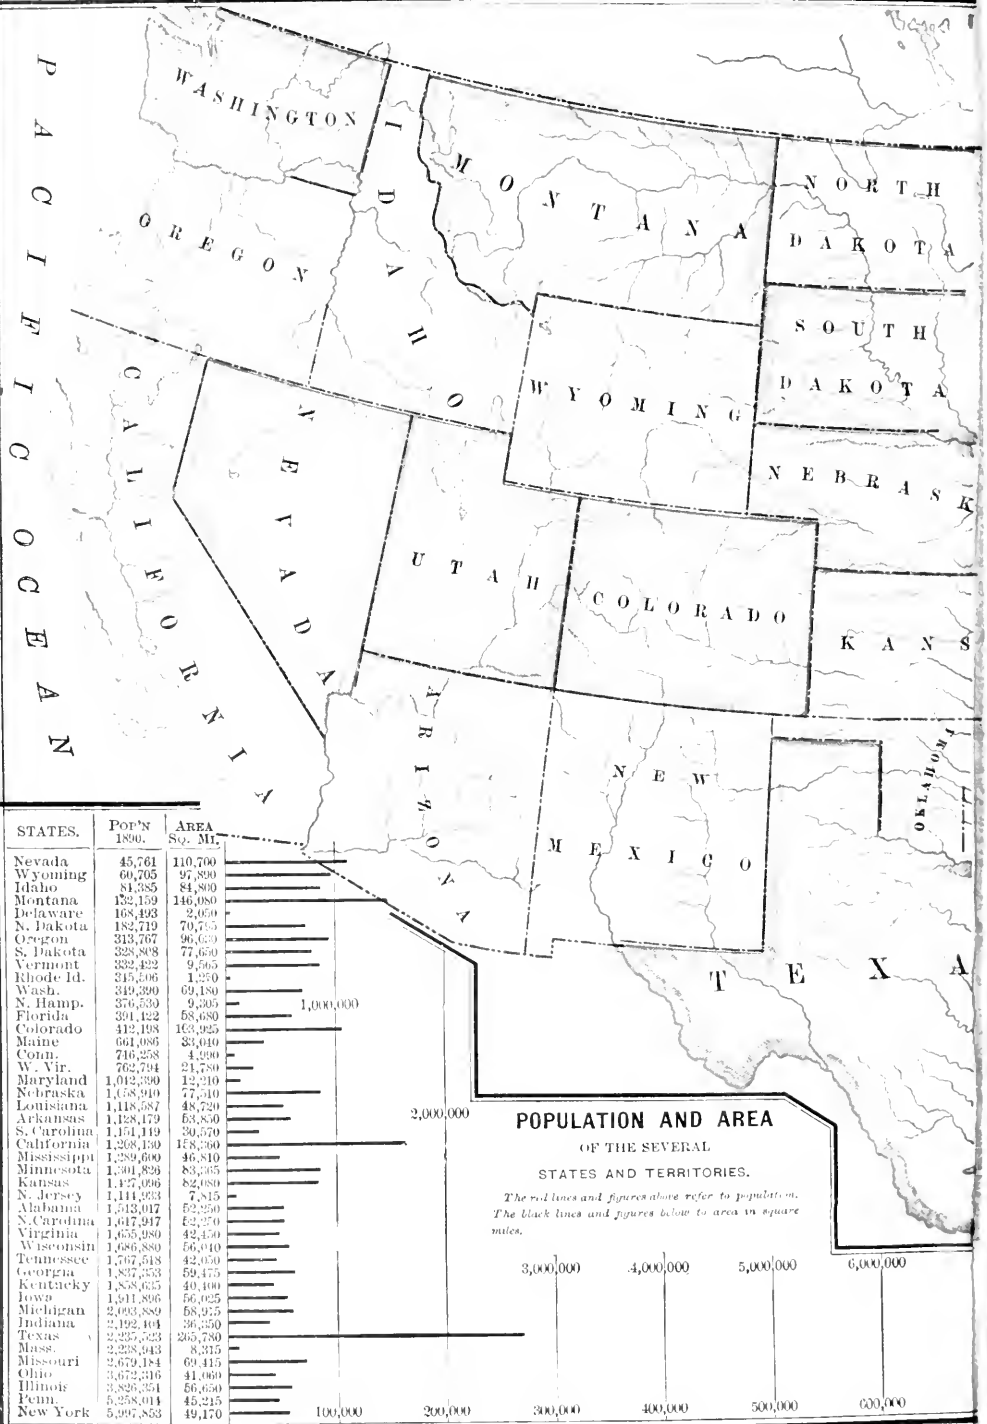 WASHINGTON
IDAHO
MONTANA
NORTH
DAKOTA
OREGON
SOUTH
DAKOTA
WYOMING
NEBRASK
CALIFORNIA
NEVADA
UTAH
COLORADO
KANS
ARIZONA
NEW
MEXICO
OKLAHOMA
TEXA
PACIFIC OCEAN
STATES. POP'N 1890. AREA SQ. MI.
Nevada 45,761 110,700
Wyoming 60,705 97,890
Idaho 84,385 84,800
Montana 132,159 146,080
Delaware 168,493 2,050
N. Dakota 182,719 70,795
Oregon 313,767 96,030
S. Dakota 328,808 77,650
Vermont 332,422 9,565
Rhode Id. 345,506 1,250
Wash. 349,390 69,180
N. Hamp. 376,530 9,305
Florida 391,422 58,680
Colorado 412,198 103,925
Maine 661,086 33,040
Conn. 746,258 4,990
W. Vir. 762,794 24,780
Maryland 1,042,390 12,210
Nebraska 1,058,910 77,510
Louisiana 1,118,587 48,720
Arkansas 1,128,179 53,850
S. Carolina 1,151,149 30,570
California 1,208,130 158,360
Mississippi 1,289,600 46,810
Minnesota 1,301,826 83,365
Kansas 1,427,096 82,080
N. Jersey 1,444,933 7,815
Alabama 1,513,017 52,250
N. Carolina 1,617,947 52,250
Virginia 1,655,980 42,450
Wisconsin 1,686,880 56,040
Tennessee 1,767,518 42,050
Georgia 1,837,353 59,475
Kentucky 1,858,635 40,400
Iowa 1,911,896 56,025
Michigan 2,093,889 58,915
Indiana 2,192,404 36,350
Texas 2,235,523 265,780
Mass. 2,238,943 8,315
Missouri 2,679,184 69,415
Ohio 3,672,316 41,060
Illinois 3,826,351 56,650
Penn. 5,258,014 45,215
New York 5,997,853 49,170
1,000,000
2,000,000
POPULATION AND AREA
OF THE SEVERAL
STATES AND TERRITORIES.
The red lines and figures above refer to population.
The black lines and figures below to area in square
miles.
3,000,000 4,000,000 5,000,000 6,000,000
100,000 200,000 300,000 400,000 500,000 600,000